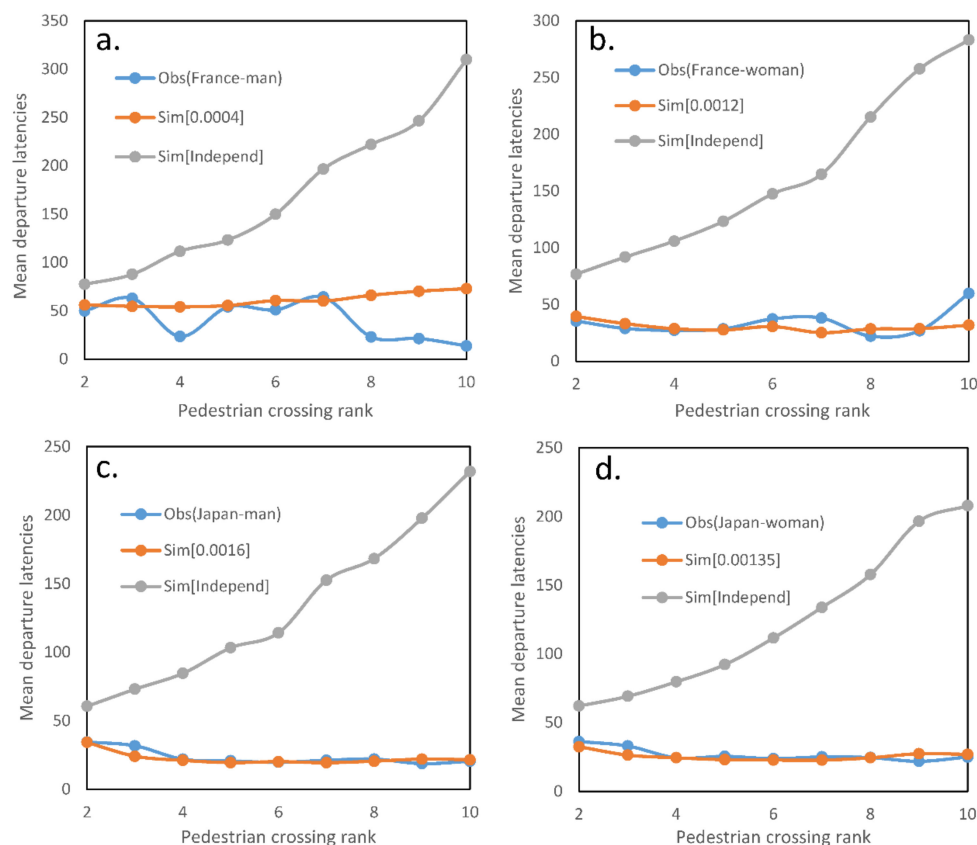 a.
Mean departure latencies
350
300
250
200
150
100
50
0
Obs(France-man)
Sim[0.0004]
Sim[Independ]
2 4 6 8 10
Pedestrian crossing rank
b.
Mean departure latencies
300
250
200
150
100
50
0
Obs(France-woman)
Sim[0.0012]
Sim[Independ]
2 4 6 8 10
Pedestrian crossing rank
c.
Mean departure latencies
250
200
150
100
50
0
Obs(Japan-man)
Sim[0.0016]
Sim[Independ]
2 4 6 8 10
Pedestrian crossing rank
d.
Mean departure latencies
250
200
150
100
50
0
Obs(Japan-woman)
Sim[0.00135]
Sim[Independ]
2 4 6 8 10
Pedestrian crossing rank